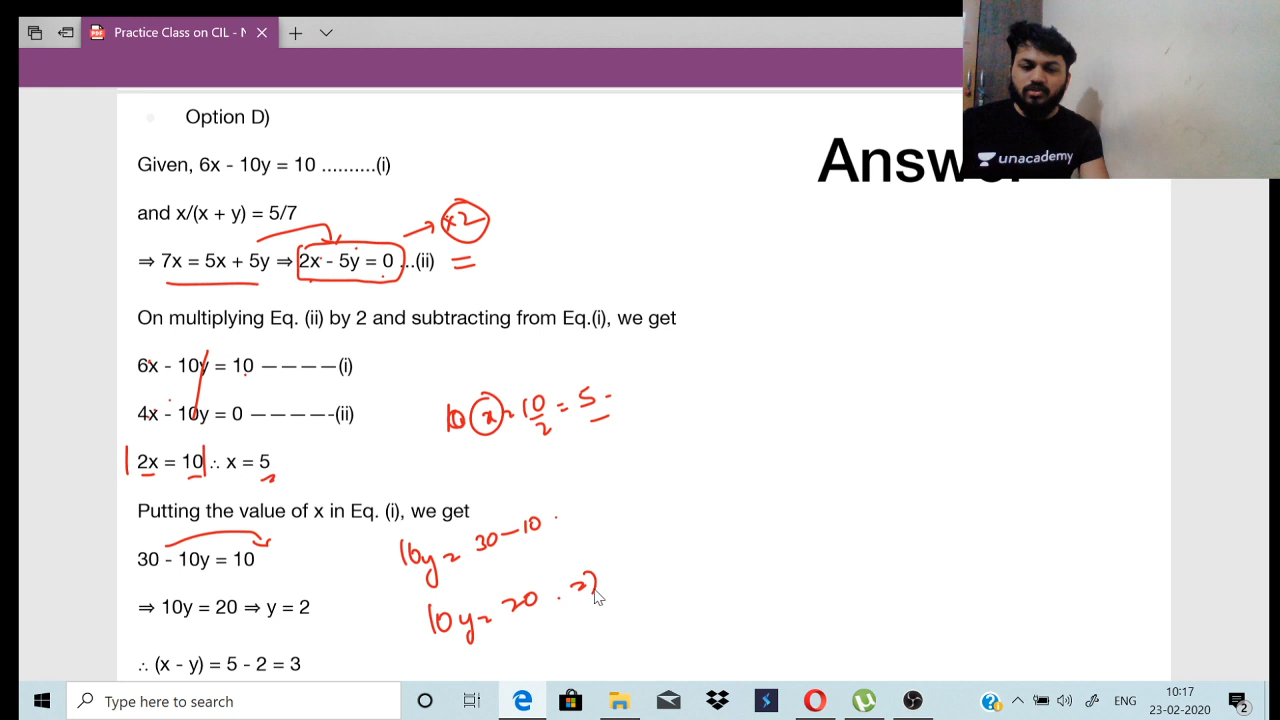 Practice Class on CIL - N
Option D)
Answe
unacademy
Given, 6x - 10y = 10 ..........(i)
and x/(x + y) = 5/7
x2
⇒ 7x = 5x + 5y ⇒ 2x - 5y = 0 ...(ii) =
On multiplying Eq. (ii) by 2 and subtracting from Eq.(i), we get
6x - 10y = 10 — — — —(i)
4x - 10y = 0 — — — — -(ii)
x = 10/2 = 5
2x = 10 ∴ x = 5
Putting the value of x in Eq. (i), we get
10y = 30 - 10
30 - 10y = 10
⇒ 10y = 20 ⇒ y = 2
10y = 20
∴ (x - y) = 5 - 2 = 3
Type here to search
ENG
10:17
23-02-2020
2